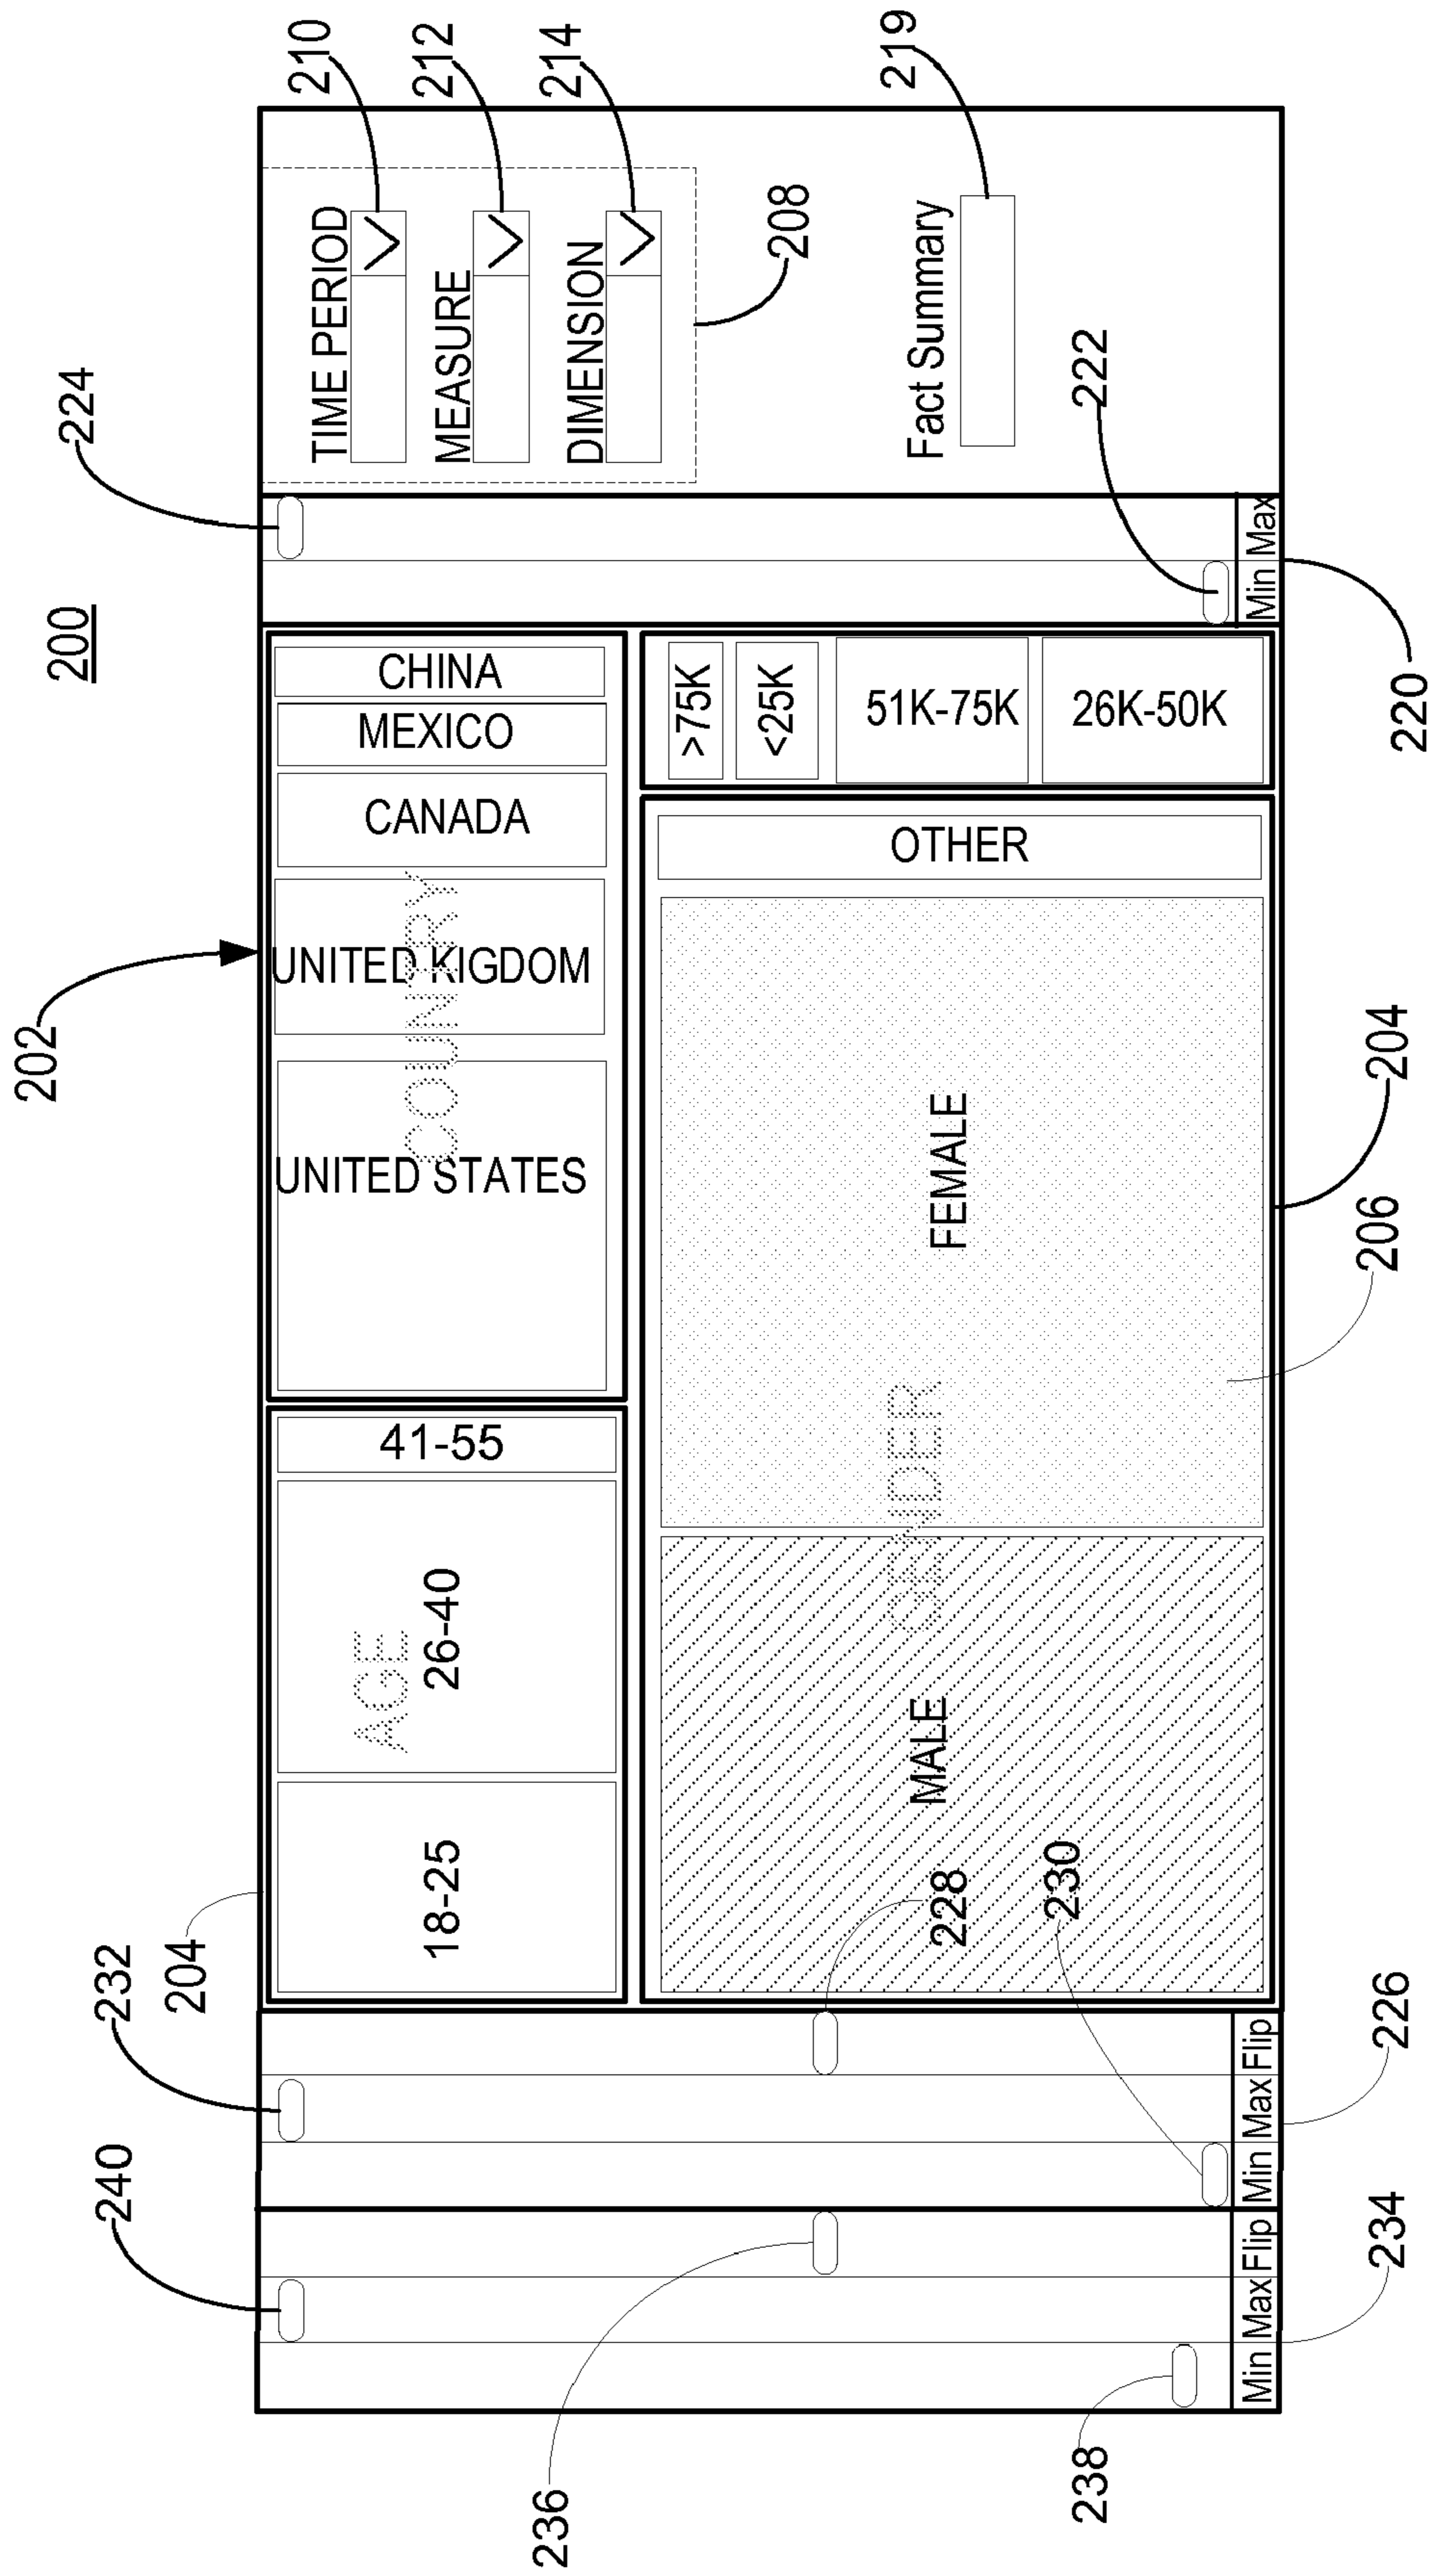 200
202
224
210
212
214
219
204
232
240
TIME PERIOD
MEASURE
DIMENSION
208
Fact Summary
222
AGE
18-25
26-40
41-55
COUNTRY
UNITED STATES
UNITED KIGDOM
CANADA
MEXICO
CHINA
GENDER
MALE
FEMALE
OTHER
>75K
<25K
51K-75K
26K-50K
228
230
Min Max Flip
Min Max Flip
Min Max
236
238
234
226
206
204
220